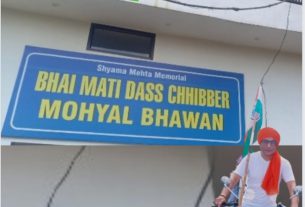 Shyama Mehta Memorial
BHAI MATI DASS CHHIBBER
MOHYAL BHAWAN